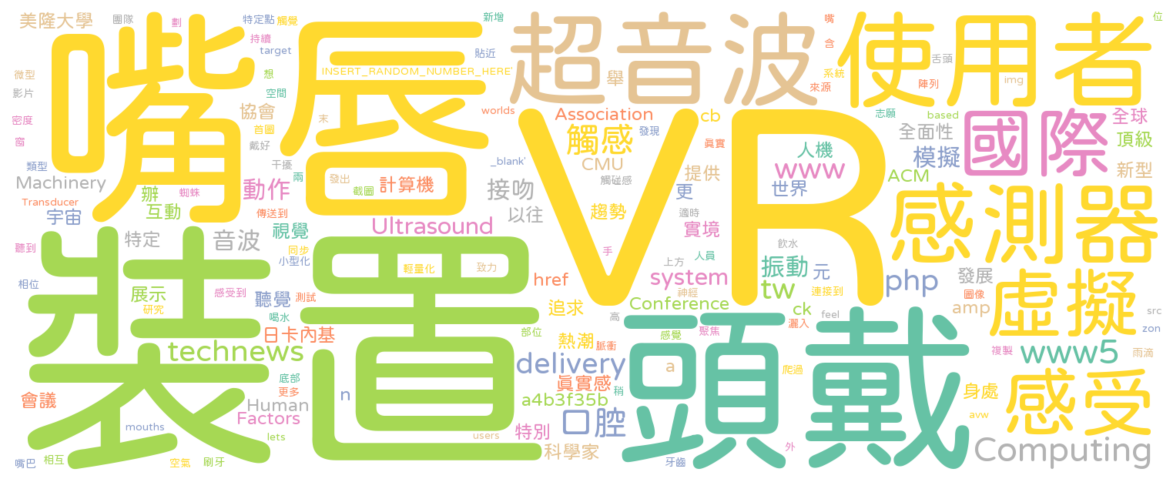 美隆大學
團隊
劃
特定點
觸覺
新增
嘴
位
嘴唇
超音波
使用者
持續
target
貼近
微型
影片
想
空間
INSERT_RANDOM_NUMBER_HERE
舉
含
系統
舌頭
img
來源
陣列
密度
窩
協會
首圖
戴好
末
worlds
Association
cb
發現
真實
志願
based
全球
VR
國際
觸感
全面性
頂級
類型
干擾
兩
_blank
CMU
提供
人機
模擬
新型
Machinery
辦
蜘蛛
動作
發出
截圖
計算機
接吻
觸碰感
更
www
世界
ACM
Transducer
宇宙
互動
傳送到
視覺
以往
趨勢
適時
感測器
聽到
特定
音波
同步
小型化
Ultrasound
實境
飲水
輕量化
致力
手
上方
人員
振動
元
相位
展示
研究
感受到
聽覺
測試
href
system
神經
連接到
php
發展
圖像
裝置
喝水
追求
Conference
tw
ck
灑入
feel
amp
虛擬
src
zon
日卡內基
部位
高
感覺
聚焦
頭戴
technews
熱潮
脈衝
www5
複製
雨滴
底部
delivery
真實感
a
爬過
會議
更多
n
稍
身處
感受
Human
a4b3f35b
Factors
口腔
特別
avw
mouths
lets
users
外
嘴巴
相互
空氣
刷牙
科學家
牙齒
Computing